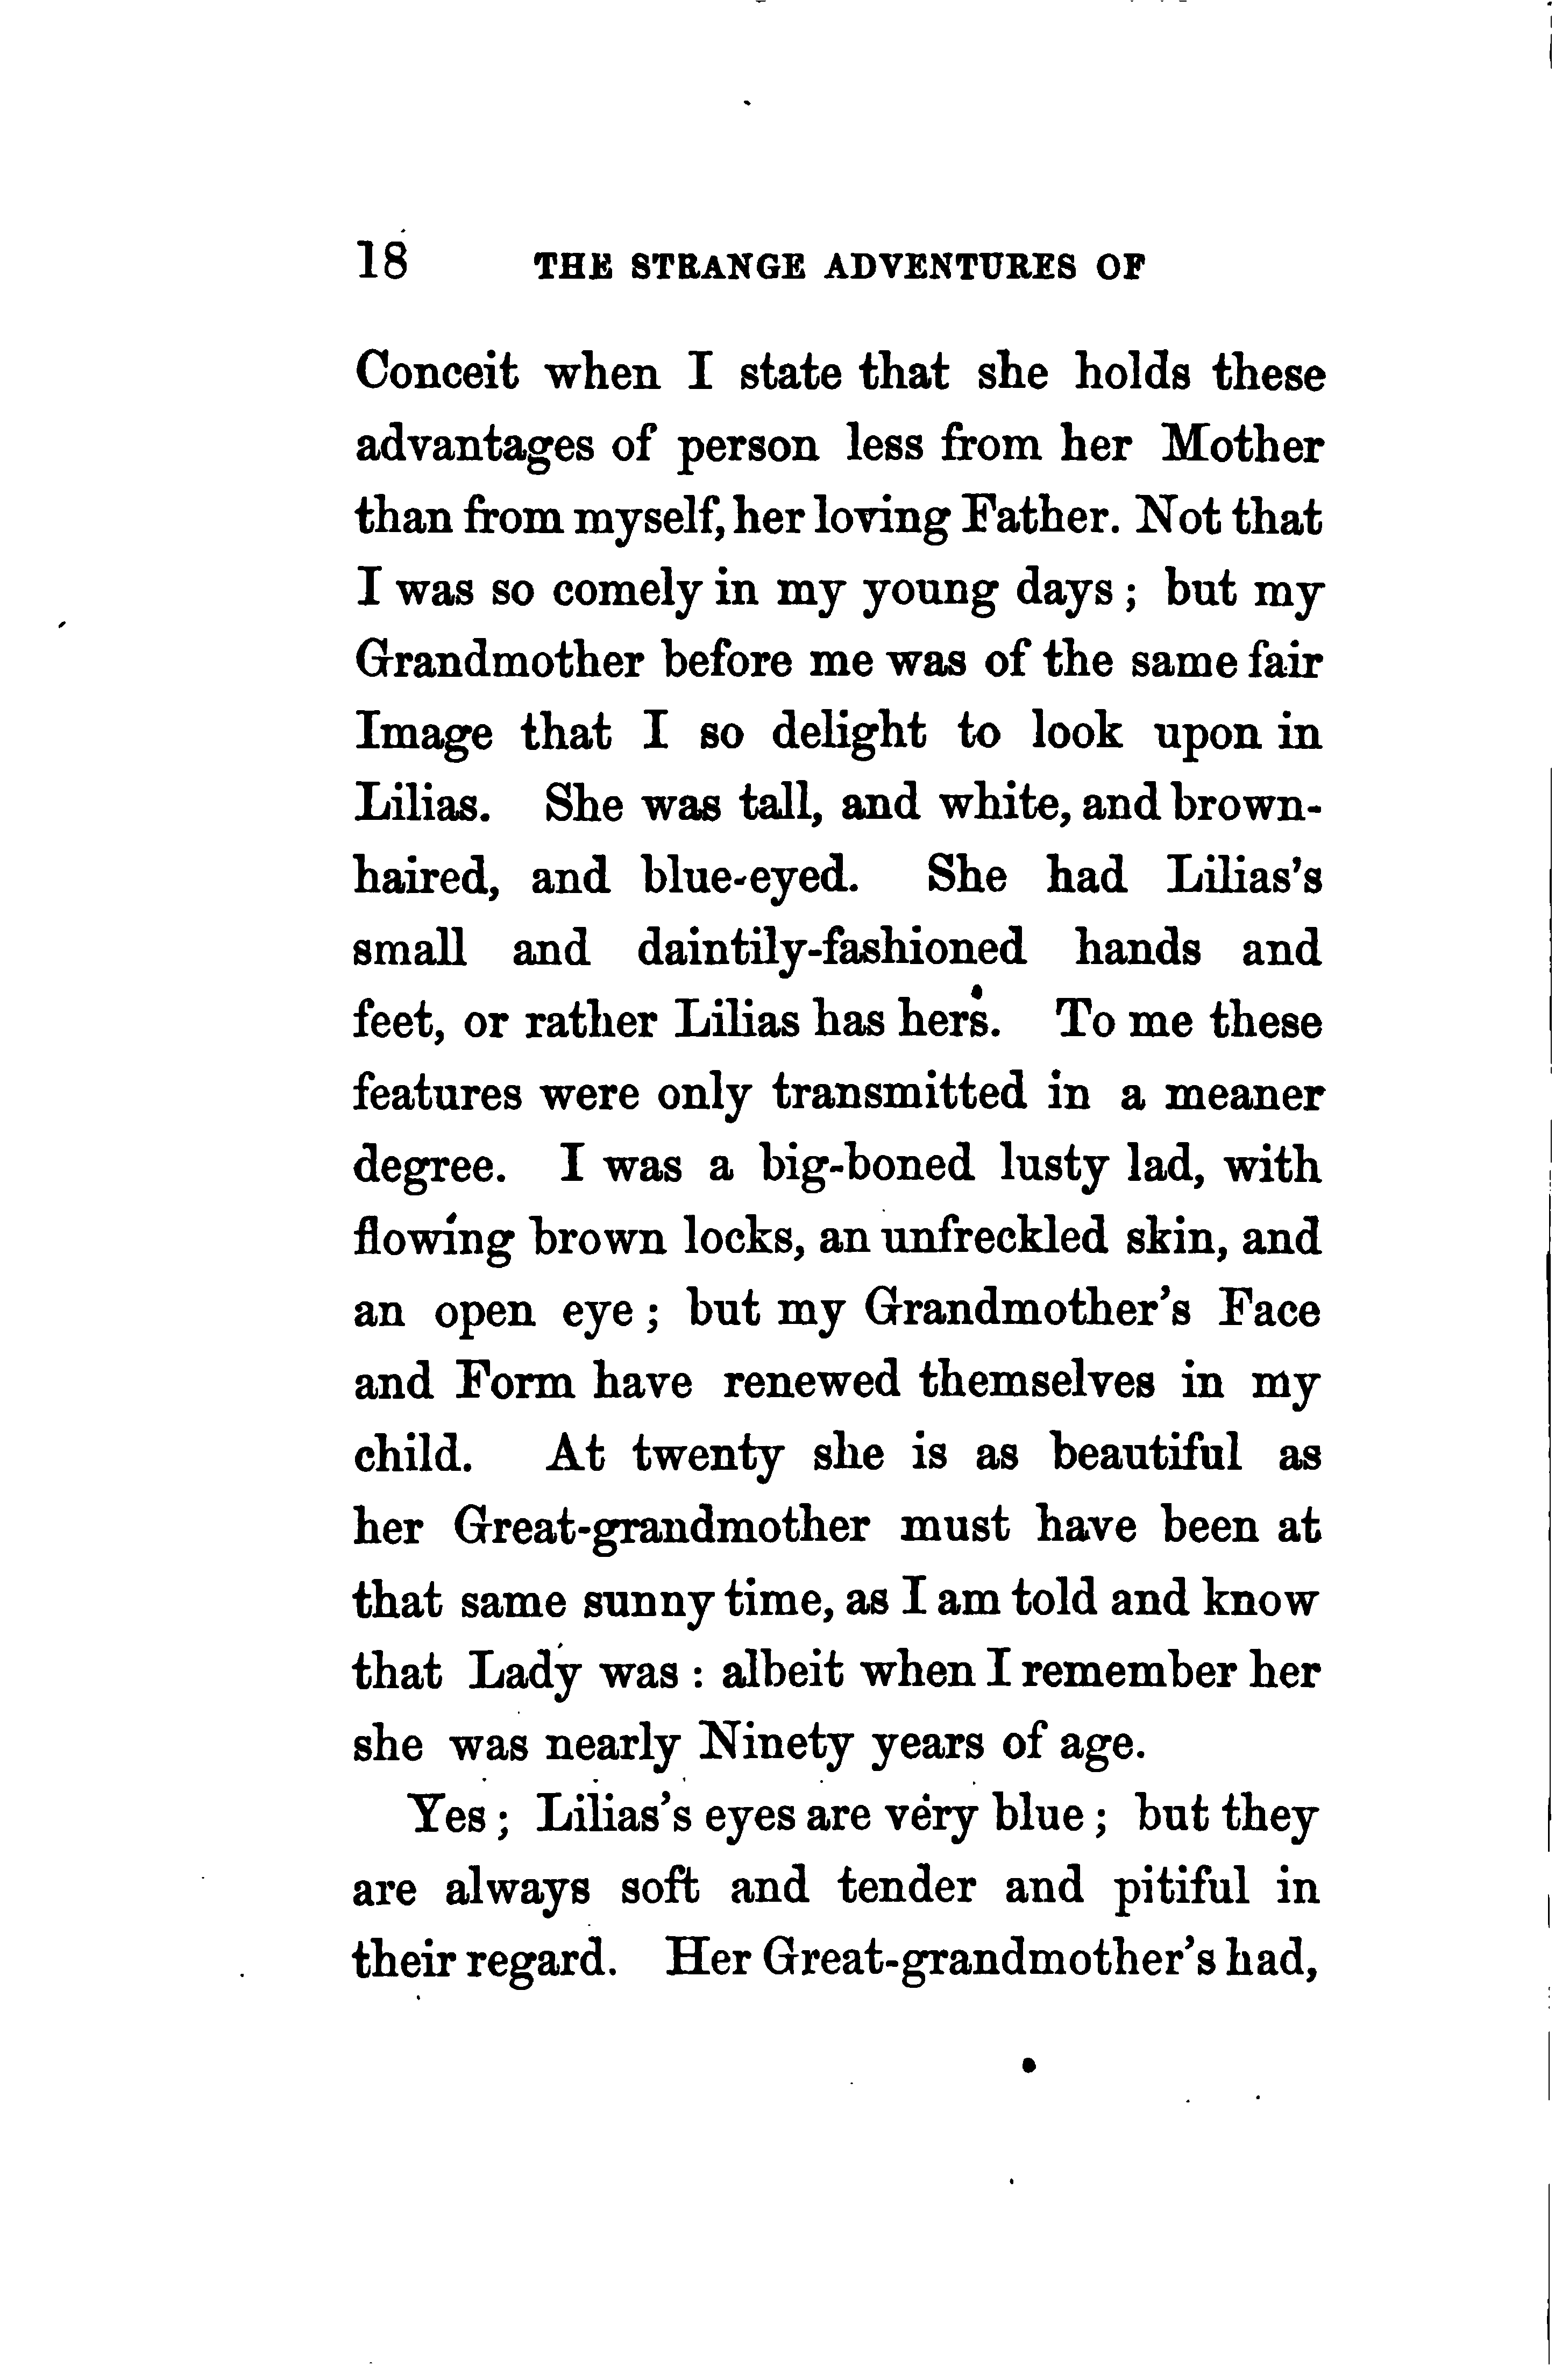 18 THE STRANGE ADVENTURES OF
Conceit when I state that she holds these
advantages of person less from her Mother
than from myself, her loving Father. Not that
I was so comely in my young days ; but my
Grandmother before me was of the same fair
Image that I so delight to look upon in
Lilias. She was tall, and white, and brown-
haired, and blue-eyed. She had Lilias's
small and daintily-fashioned hands and
feet, or rather Lilias has hers. To me these
features were only transmitted in a meaner
degree. I was a big-boned lusty lad, with
flowing brown locks, an unfreckled skin, and
an open eye ; but my Grandmother's Face
and Form have renewed themselves in my
child. At twenty she is as beautiful as
her Great-grandmother must have been at
that same sunny time, as I am told and know
that Lady was : albeit when I remember her
she was nearly Ninety years of age.
Yes ; Lilias's eyes are very blue ; but they
are always soft and tender and pitiful in
their regard. Her Great-grandmother's had,